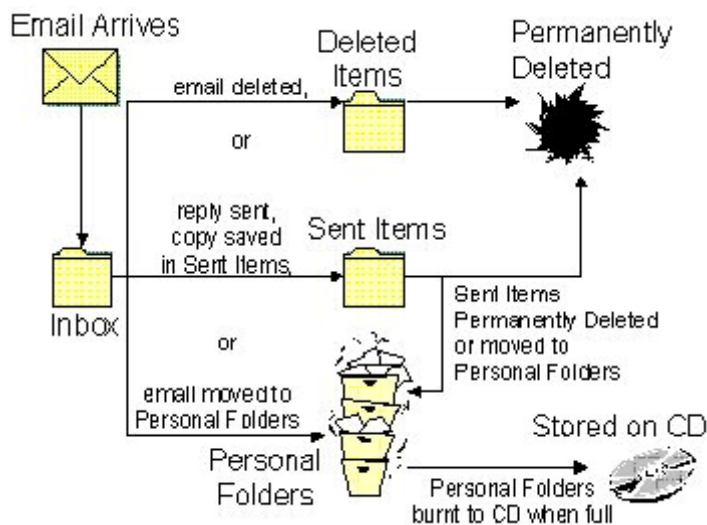 Email Arrives
Deleted
Items
Permanently
Deleted
email deleted,
or
reply sent,
copy saved
in Sent Items,
Sent Items
Inbox
Sent Items
Permanently Deleted
or moved to
Personal Folders
or
email moved to
Personal Folders
Personal
Folders
Stored on CD
Personal Folders
burnt to CD when full